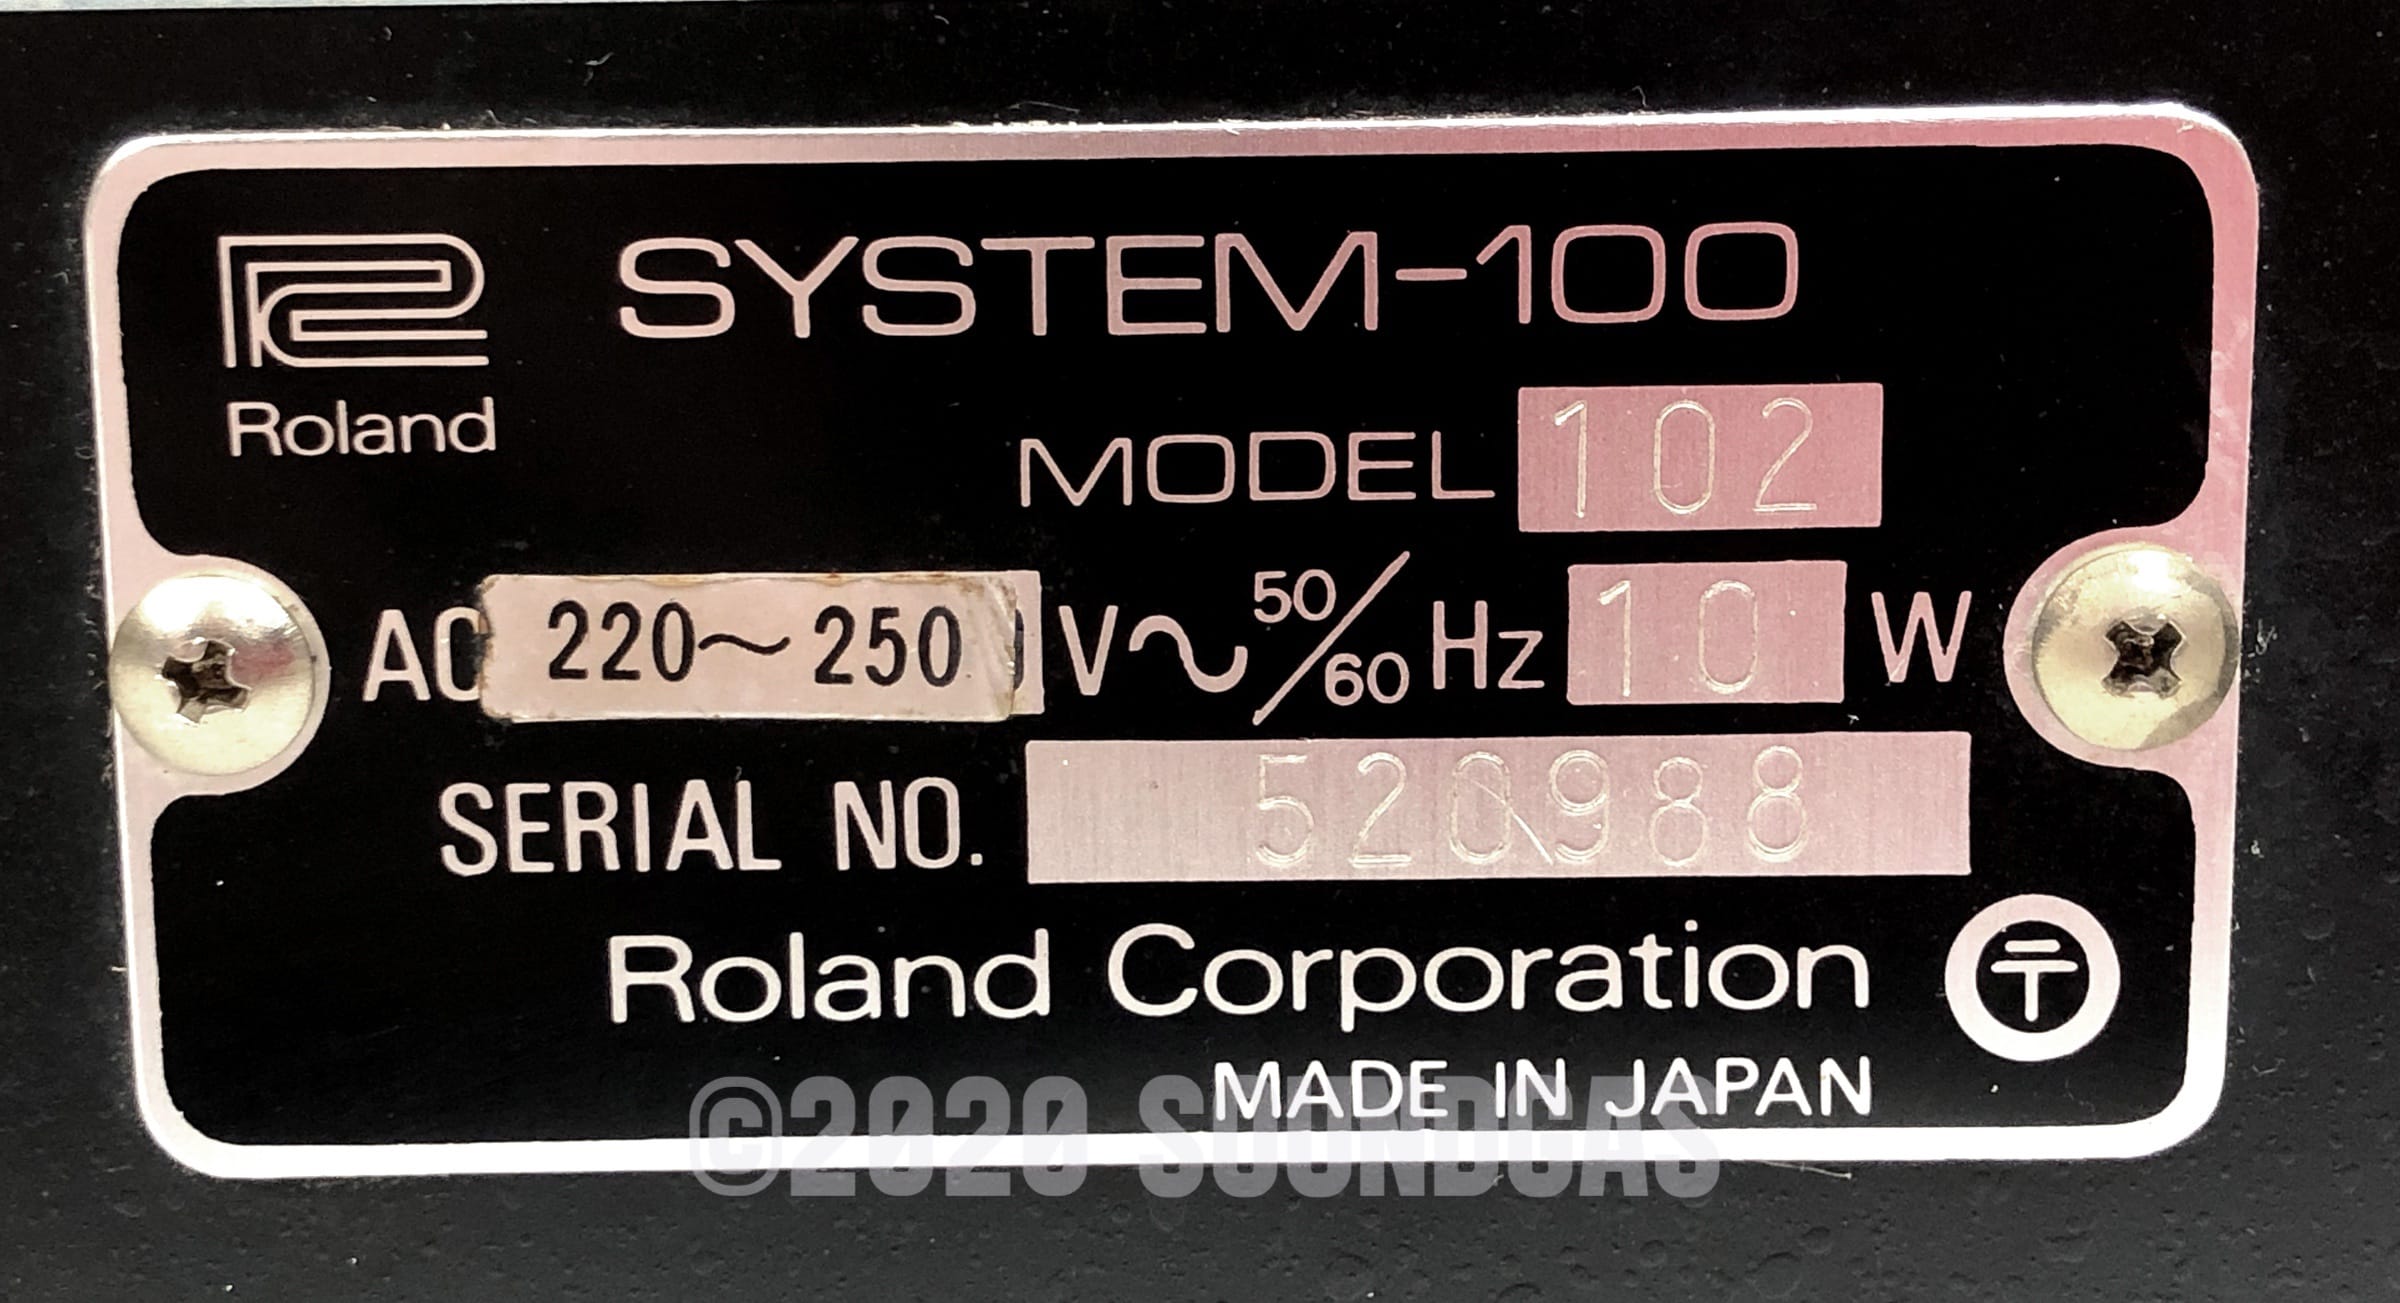 SYSTEM-100
Roland
MODEL 102
AC 220~250 V~ 50/60 Hz 10 W
SERIAL NO. 520988
Roland Corporation
MADE IN JAPAN
©2020 SOUNDGAS